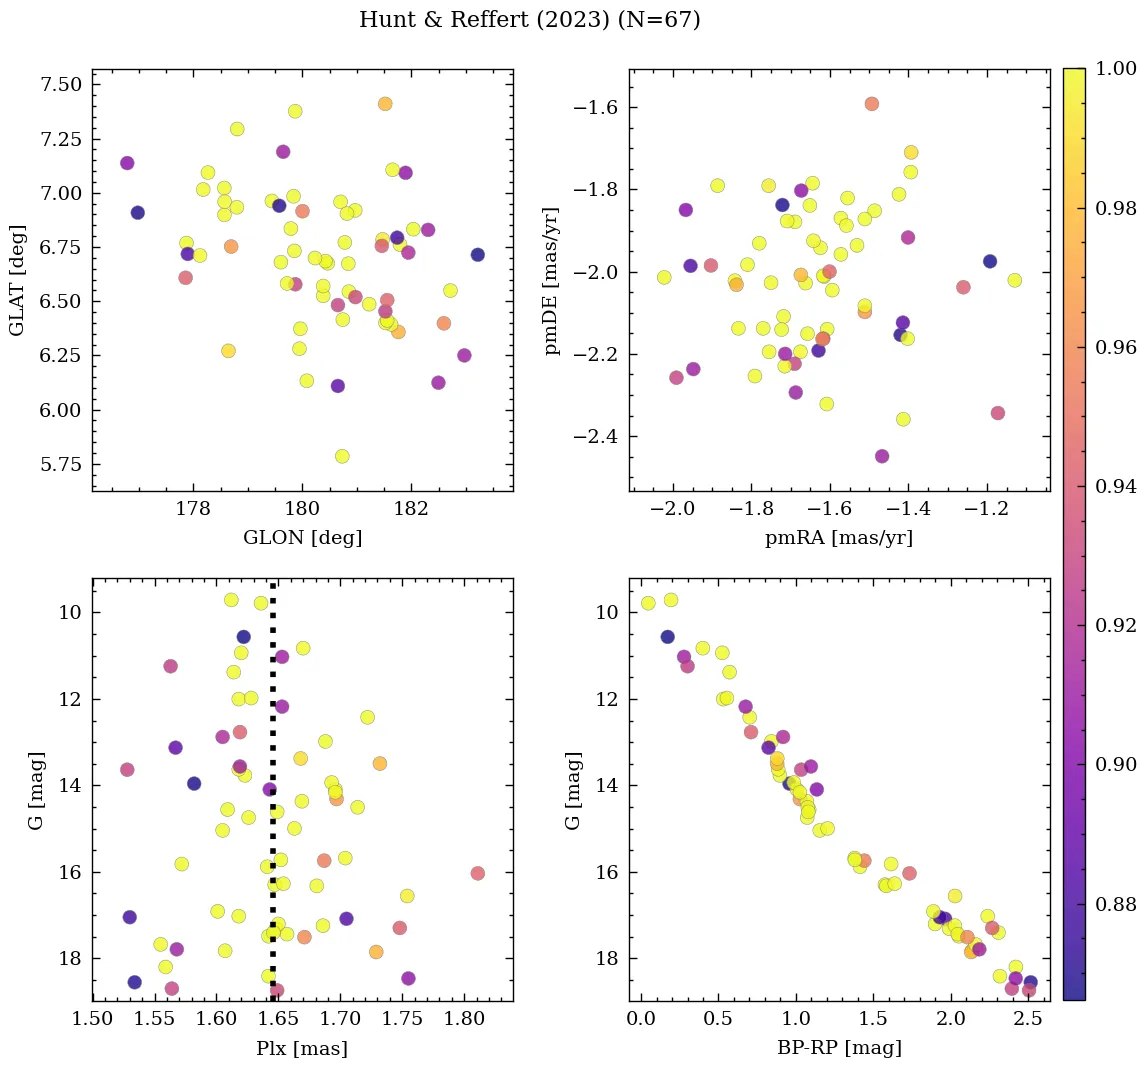 Hunt & Reffert (2023) (N=67)
7.50
7.25
7.00
6.75
6.50
6.25
6.00
5.75
GLAT [deg]
178 180 182
GLON [deg]
−1.6
−1.8
−2.0
−2.2
−2.4
pmDE [mas/yr]
−2.0 −1.8 −1.6 −1.4 −1.2
pmRA [mas/yr]
10
12
14
16
18
G [mag]
1.50 1.55 1.60 1.65 1.70 1.75 1.80
Plx [mas]
10
12
14
16
18
G [mag]
0.0 0.5 1.0 1.5 2.0 2.5
BP-RP [mag]
1.00
0.98
0.96
0.94
0.92
0.90
0.88